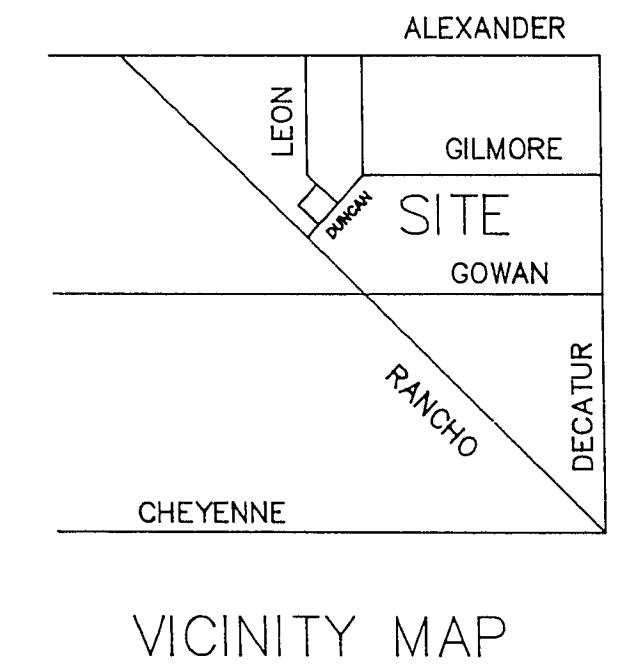 ALEXANDER
LEON
GILMORE
DUNCAN
SITE
GOWAN
RANCHO
DECATUR
CHEYENNE
VICINITY MAP